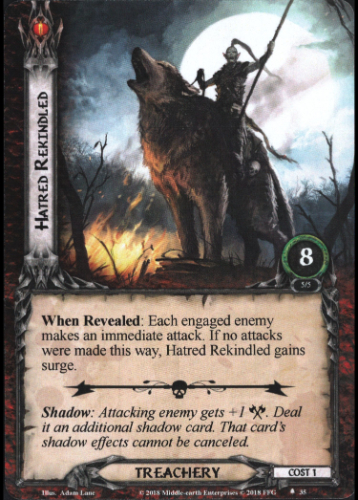 HATRED REKINDLED
8
5/5
When Revealed: Each engaged enemy
makes an immediate attack. If no attacks
were made this way, Hatred Rekindled gains
surge.
Shadow: Attacking enemy gets +1 . Deal
it an additional shadow card. That card's
shadow effects cannot be canceled.
TREACHERY
COST 1
Illus. Adam Lane
© 2018 Middle-earth Enterprises © 2018 FFG
35